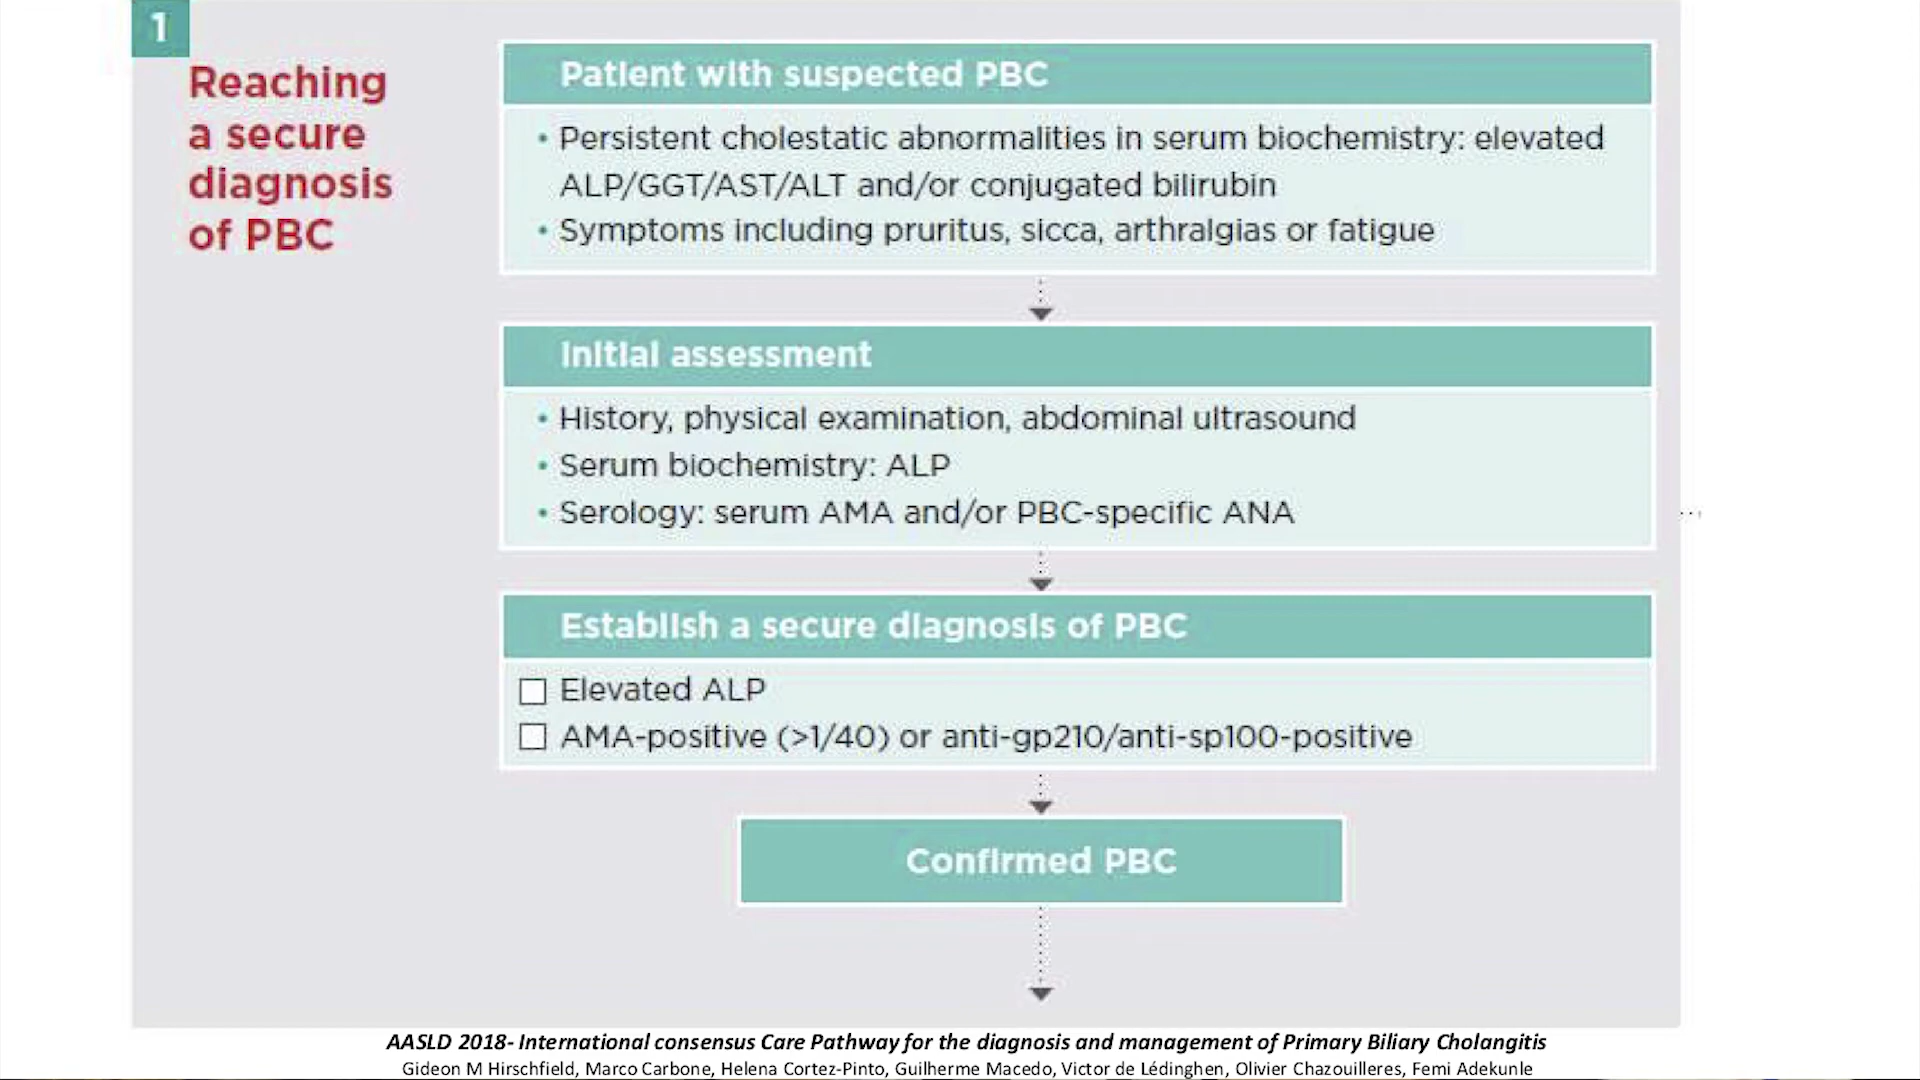 1
Reaching
a secure
diagnosis
of PBC
Patient with suspected PBC
• Persistent cholestatic abnormalities in serum biochemistry: elevated
ALP/GGT/AST/ALT and/or conjugated bilirubin
• Symptoms including pruritus, sicca, arthralgias or fatigue
Initial assessment
• History, physical examination, abdominal ultrasound
• Serum biochemistry: ALP
• Serology: serum AMA and/or PBC-specific ANA
Establish a secure diagnosis of PBC
Elevated ALP
AMA-positive (>1/40) or anti-gp210/anti-sp100-positive
Confirmed PBC
AASLD 2018- International consensus Care Pathway for the diagnosis and management of Primary Biliary Cholangitis
Gideon M Hirschfield, Marco Carbone, Helena Cortez-Pinto, Guilherme Macedo, Victor de Lédinghen, Olivier Chazouilleres, Femi Adekunle